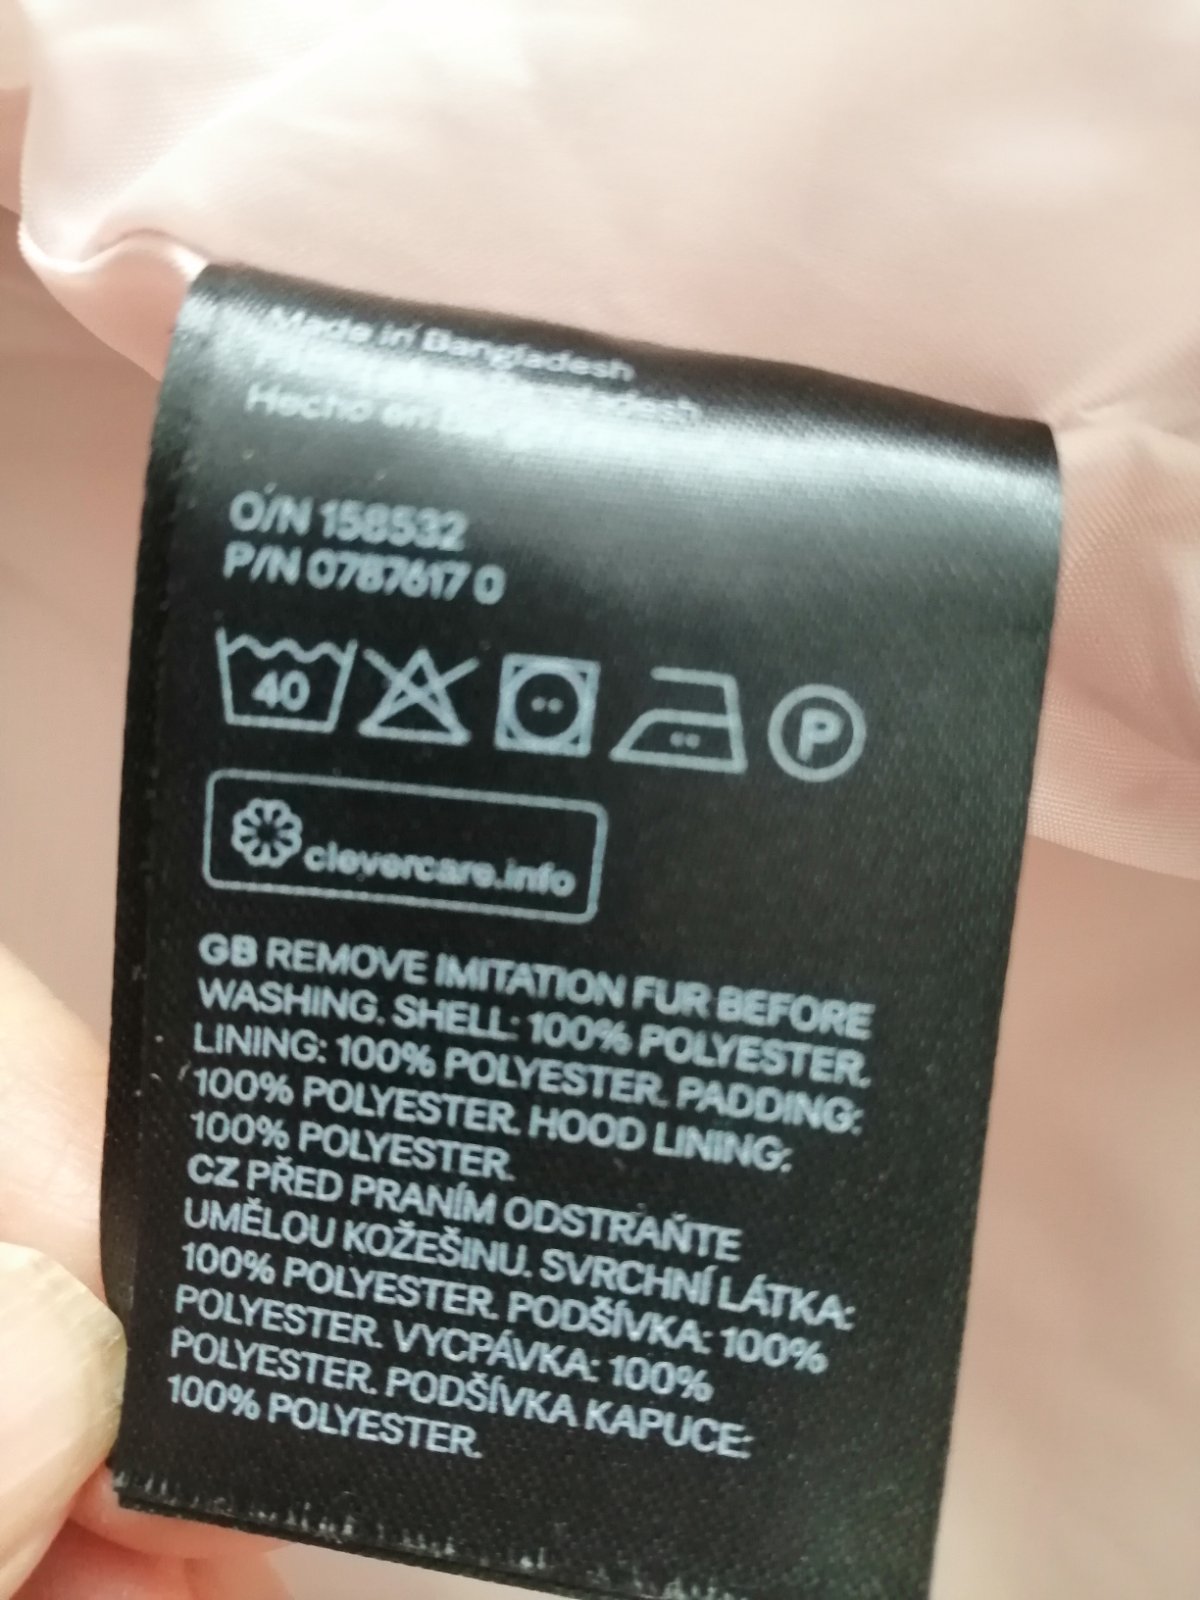 Made in Bangladesh
Bangladesh
Hecho en
O/N 158532
P/N 0787617 0
40
P
clevercare.info
GB REMOVE IMITATION FUR BEFORE
WASHING. SHELL: 100% POLYESTER.
LINING: 100% POLYESTER. PADDING:
100% POLYESTER. HOOD LINING:
100% POLYESTER.
CZ PŘED PRANÍM ODSTRAŇTE
UMĚLOU KOŽEŠINU. SVRCHNÍ LÁTKA:
100% POLYESTER. PODŠÍVKA: 100%
POLYESTER. VYCPÁVKA: 100%
POLYESTER. PODŠÍVKA KAPUCE:
100% POLYESTER.